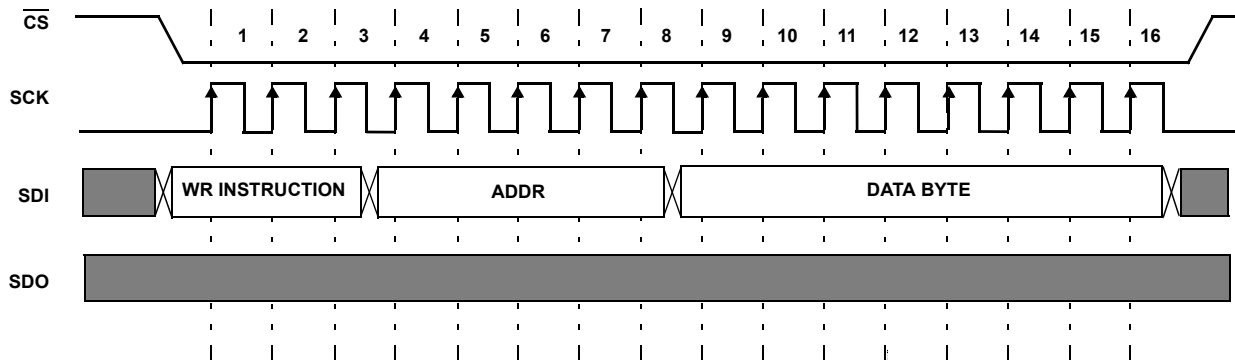 CS 1 2 3 4 5 6 7 8 9 10 11 12 13 14 15 16
SCK
SDI WR INSTRUCTION ADDR DATA BYTE
SDO